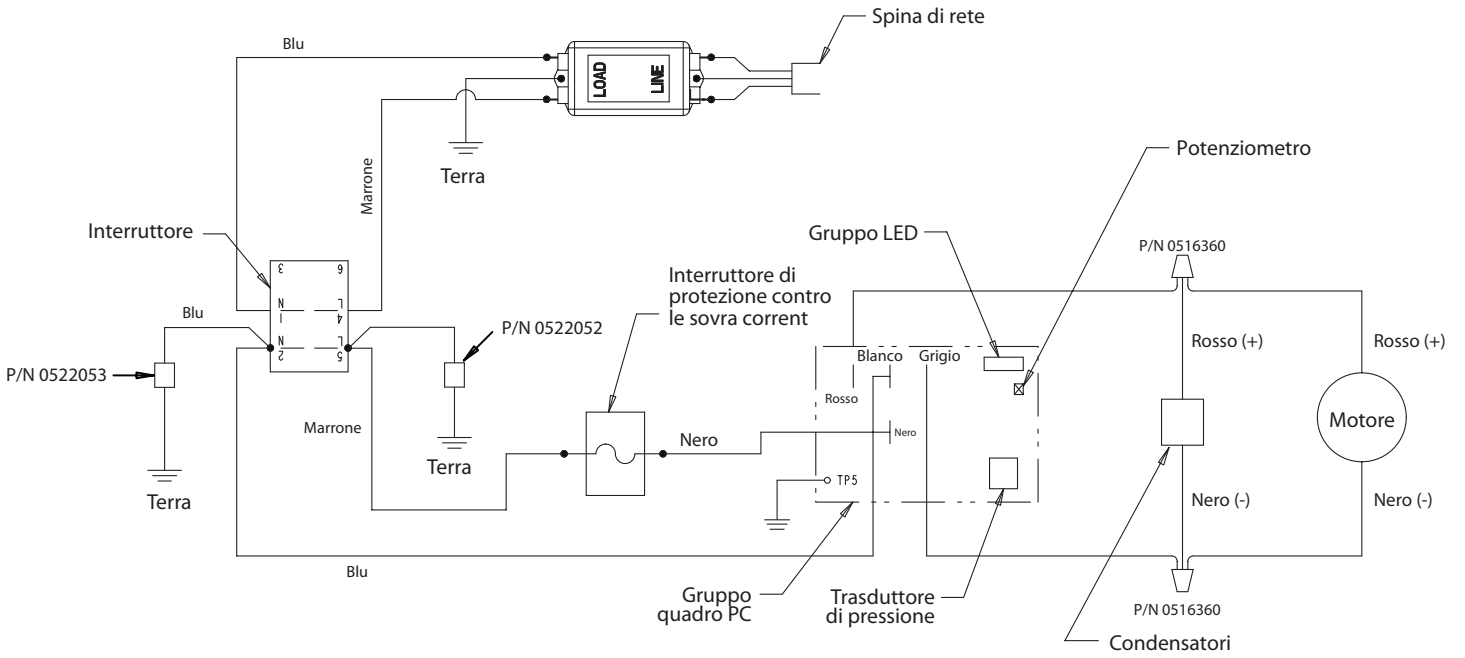 Spina di rete
Blu
LOAD
LINE
Terra
Marrone
Potenziometro
Interruttore
Gruppo LED
P/N 0516360
3
6
Interruttore di
protezione contro
le sovra corrent
N
L
1
4
Blu
N
L
2
5
P/N 0522052
P/N 0522053
Blanco
Grigio
Rosso (+)
Rosso (+)
Rosso
Marrone
Nero
Nero
Motore
Terra
Terra
TP5
Nero (-)
Nero (-)
Blu
Gruppo
quadro PC
Trasduttore
di pressione
P/N 0516360
Condensatori